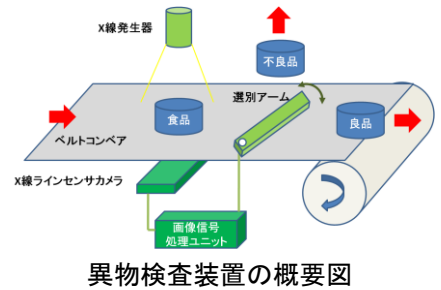 X線発生器
不良品
選別アーム
食品
良品
ベルトコンベア
X線ラインセンサカメラ
画像信号
処理ユニット
異物検査装置の概要図